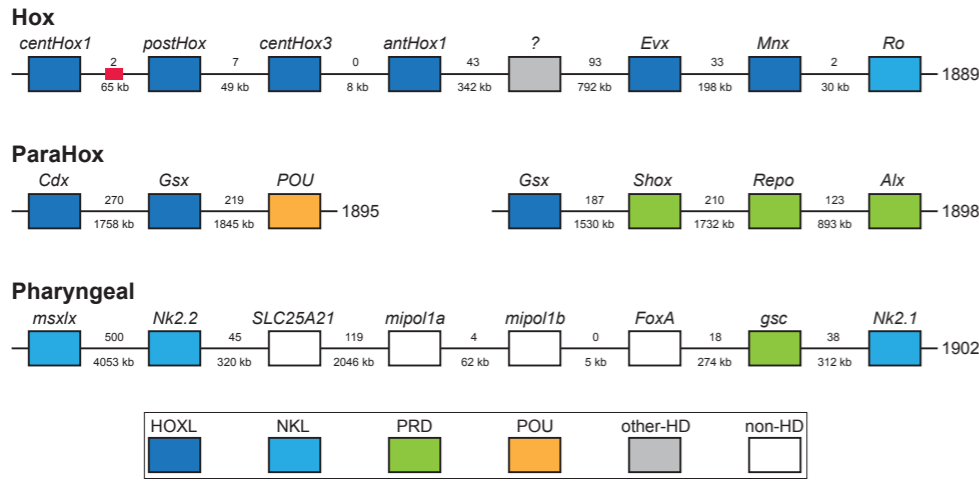 Hox
centHox1 postHox centHox3 antHox1 ? Evx Mnx Ro
2 7 0 43 93 33 2
1889
65 kb 49 kb 8 kb 342 kb 792 kb 198 kb 30 kb
ParaHox
Cdx Gsx POU Gsx Shox Repo Alx
270 219 187 210 123
1895 1898
1758 kb 1845 kb 1530 kb 1732 kb 893 kb
Pharyngeal
msxlx Nk2.2 SLC25A21 mipol1a mipol1b FoxA gsc Nk2.1
500 45 119 4 0 18 38
1902
4053 kb 320 kb 2046 kb 62 kb 5 kb 274 kb 312 kb
HOXL NKL PRD POU other-HD non-HD